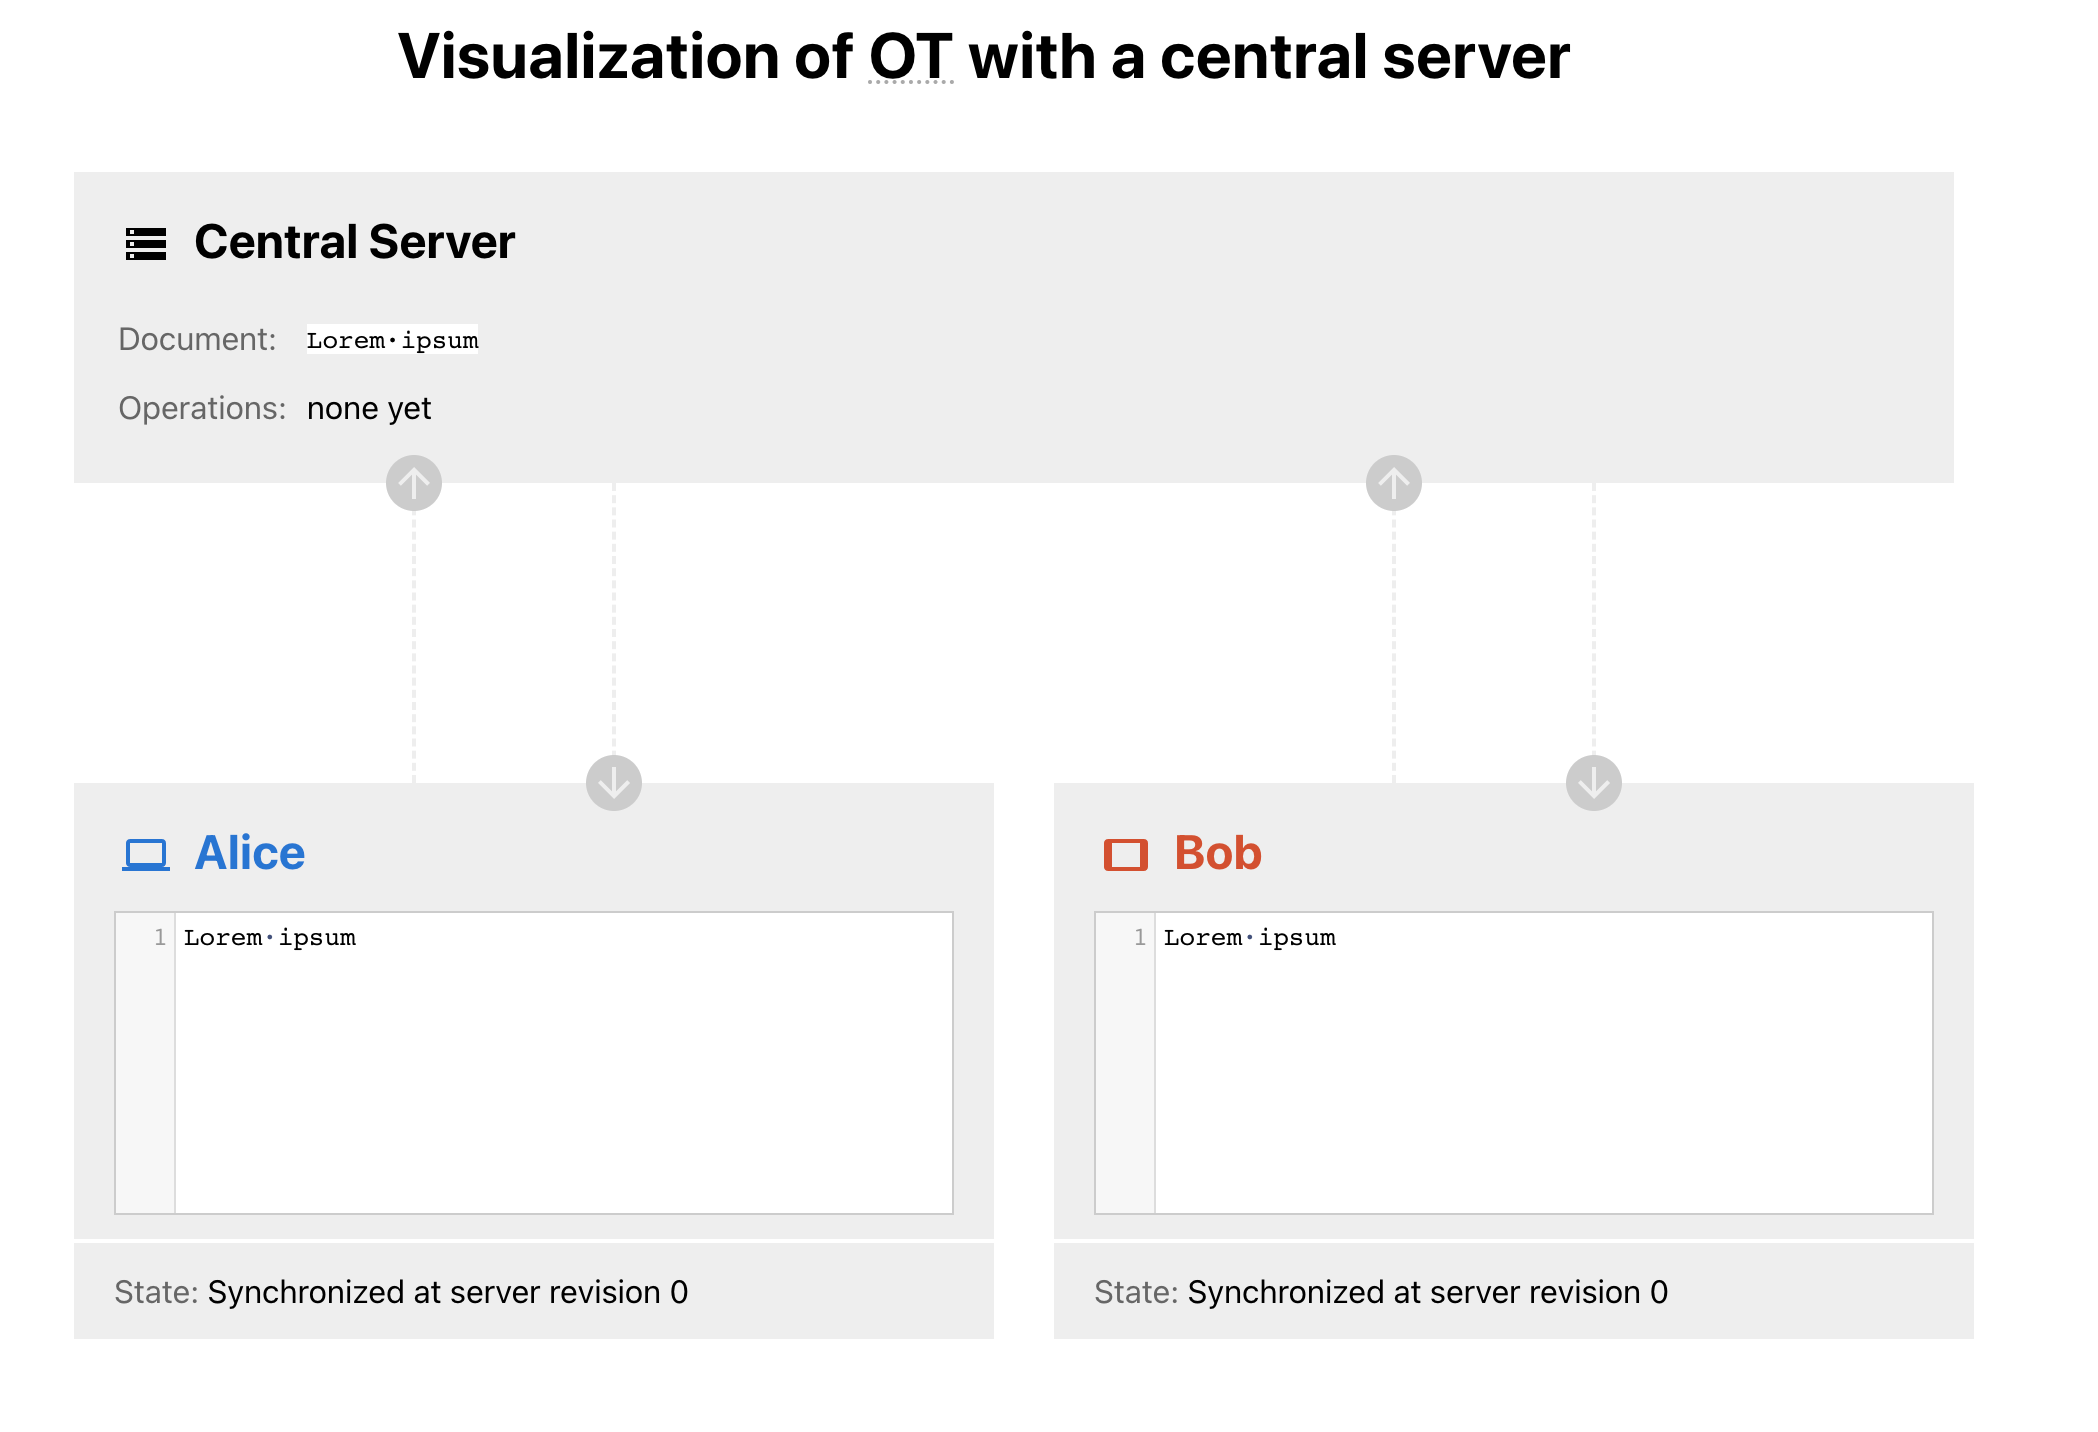 Visualization of OT with a central server
Central Server
Document: Lorem·ipsum
Operations: none yet
Alice
1 Lorem·ipsum
State: Synchronized at server revision 0
Bob
1 Lorem·ipsum
State: Synchronized at server revision 0